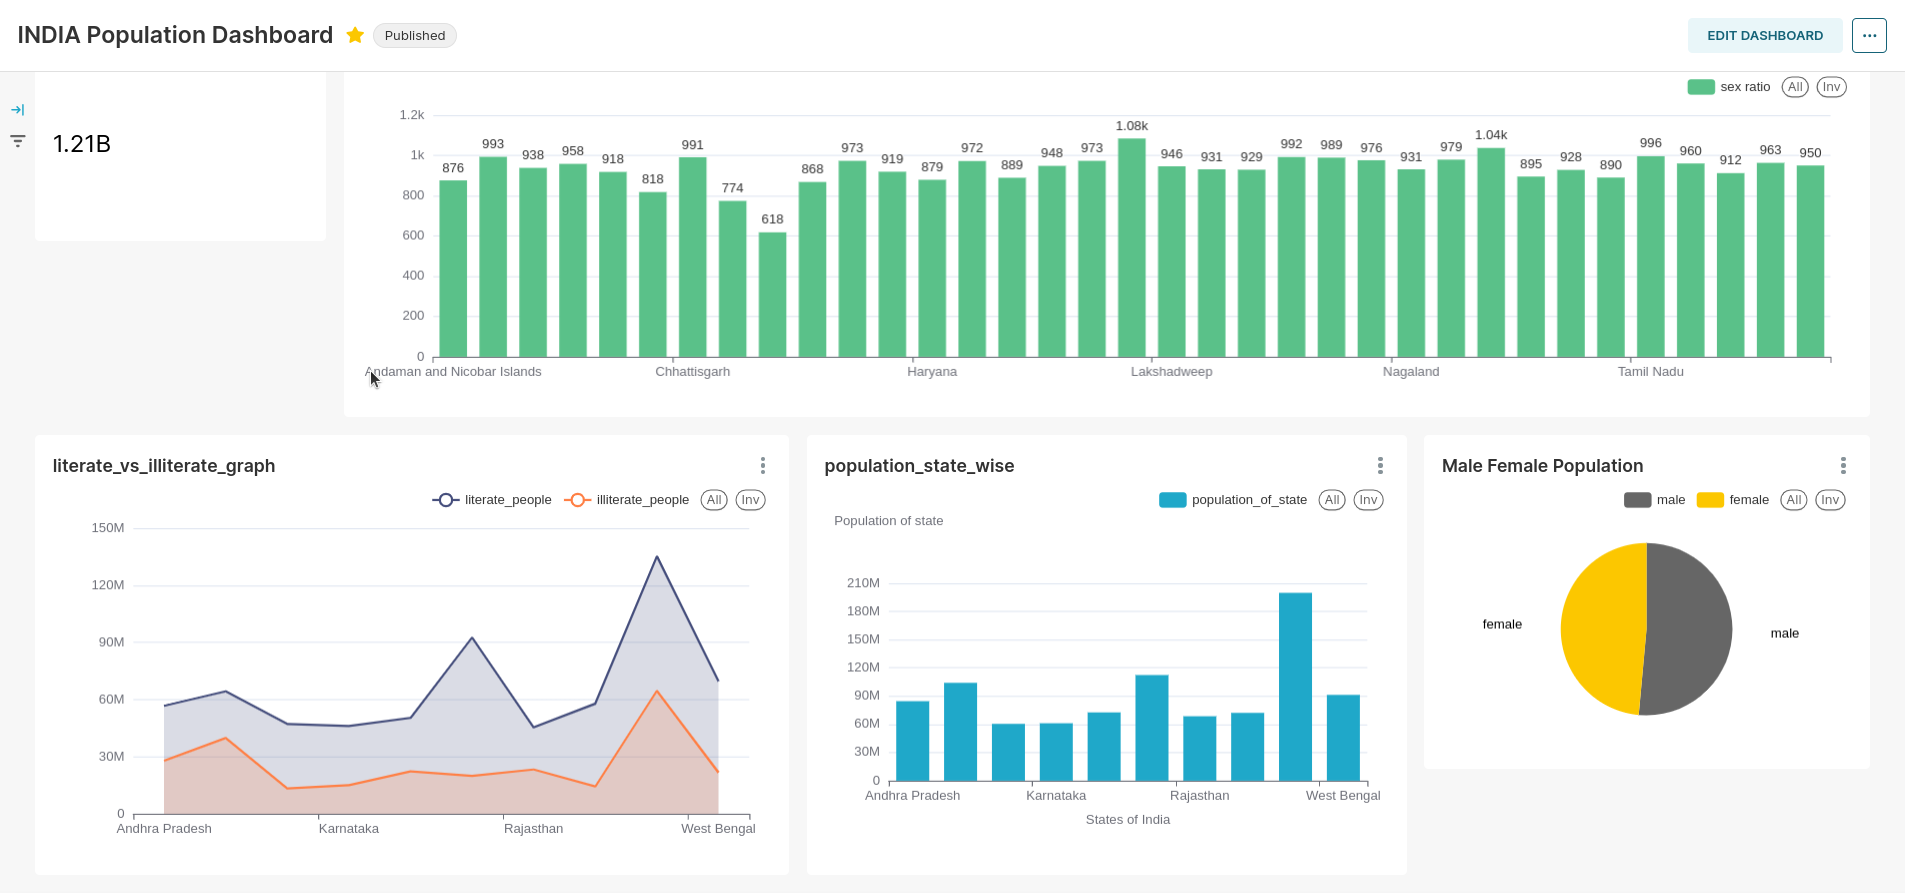 INDIA Population Dashboard Published EDIT DASHBOARD ...
1.21B
sex ratio All Inv
1.2k
1k
800
600
400
200
0
876 993 938 958 918 818 991 774 618 868 973 919 879 972 889 948 973 1.08k 946 931 929 992 989 976 931 979 1.04k 895 928 890 996 960 912 963 950
Andaman and Nicobar Islands Chhattisgarh Haryana Lakshadweep Nagaland Tamil Nadu
literate_vs_illiterate_graph
literate_people illiterate_people All Inv
150M
120M
90M
60M
30M
0
Andhra Pradesh Karnataka Rajasthan West Bengal
population_state_wise
population_of_state All Inv
Population of state
210M
180M
150M
120M
90M
60M
30M
0
Andhra Pradesh Karnataka Rajasthan West Bengal
States of India
Male Female Population
male female All Inv
female
male